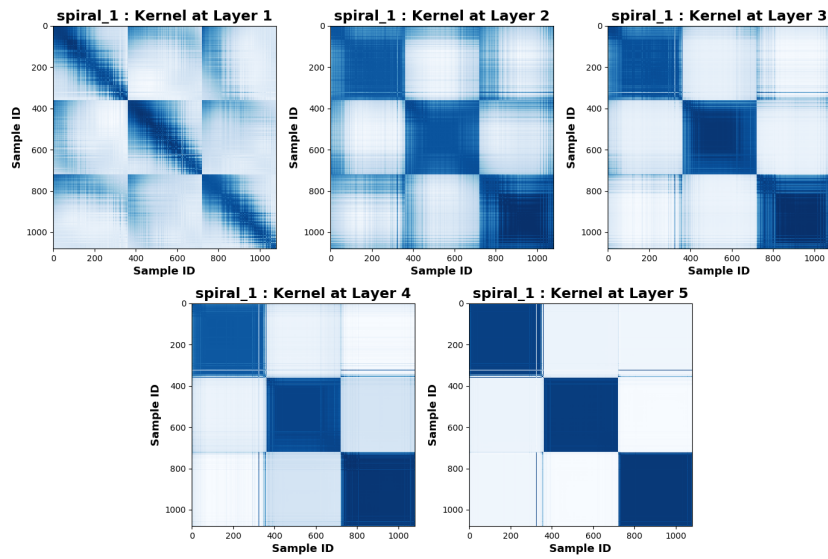 spiral_1 : Kernel at Layer 1
0
200
400
600
800
1000
Sample ID
0 200 400 600 800 1000
Sample ID
spiral_1 : Kernel at Layer 2
0
200
400
600
800
1000
Sample ID
0 200 400 600 800 1000
Sample ID
spiral_1 : Kernel at Layer 3
0
200
400
600
800
1000
Sample ID
0 200 400 600 800 1000
Sample ID
spiral_1 : Kernel at Layer 4
0
200
400
600
800
1000
Sample ID
0 200 400 600 800 1000
Sample ID
spiral_1 : Kernel at Layer 5
0
200
400
600
800
1000
Sample ID
0 200 400 600 800 1000
Sample ID